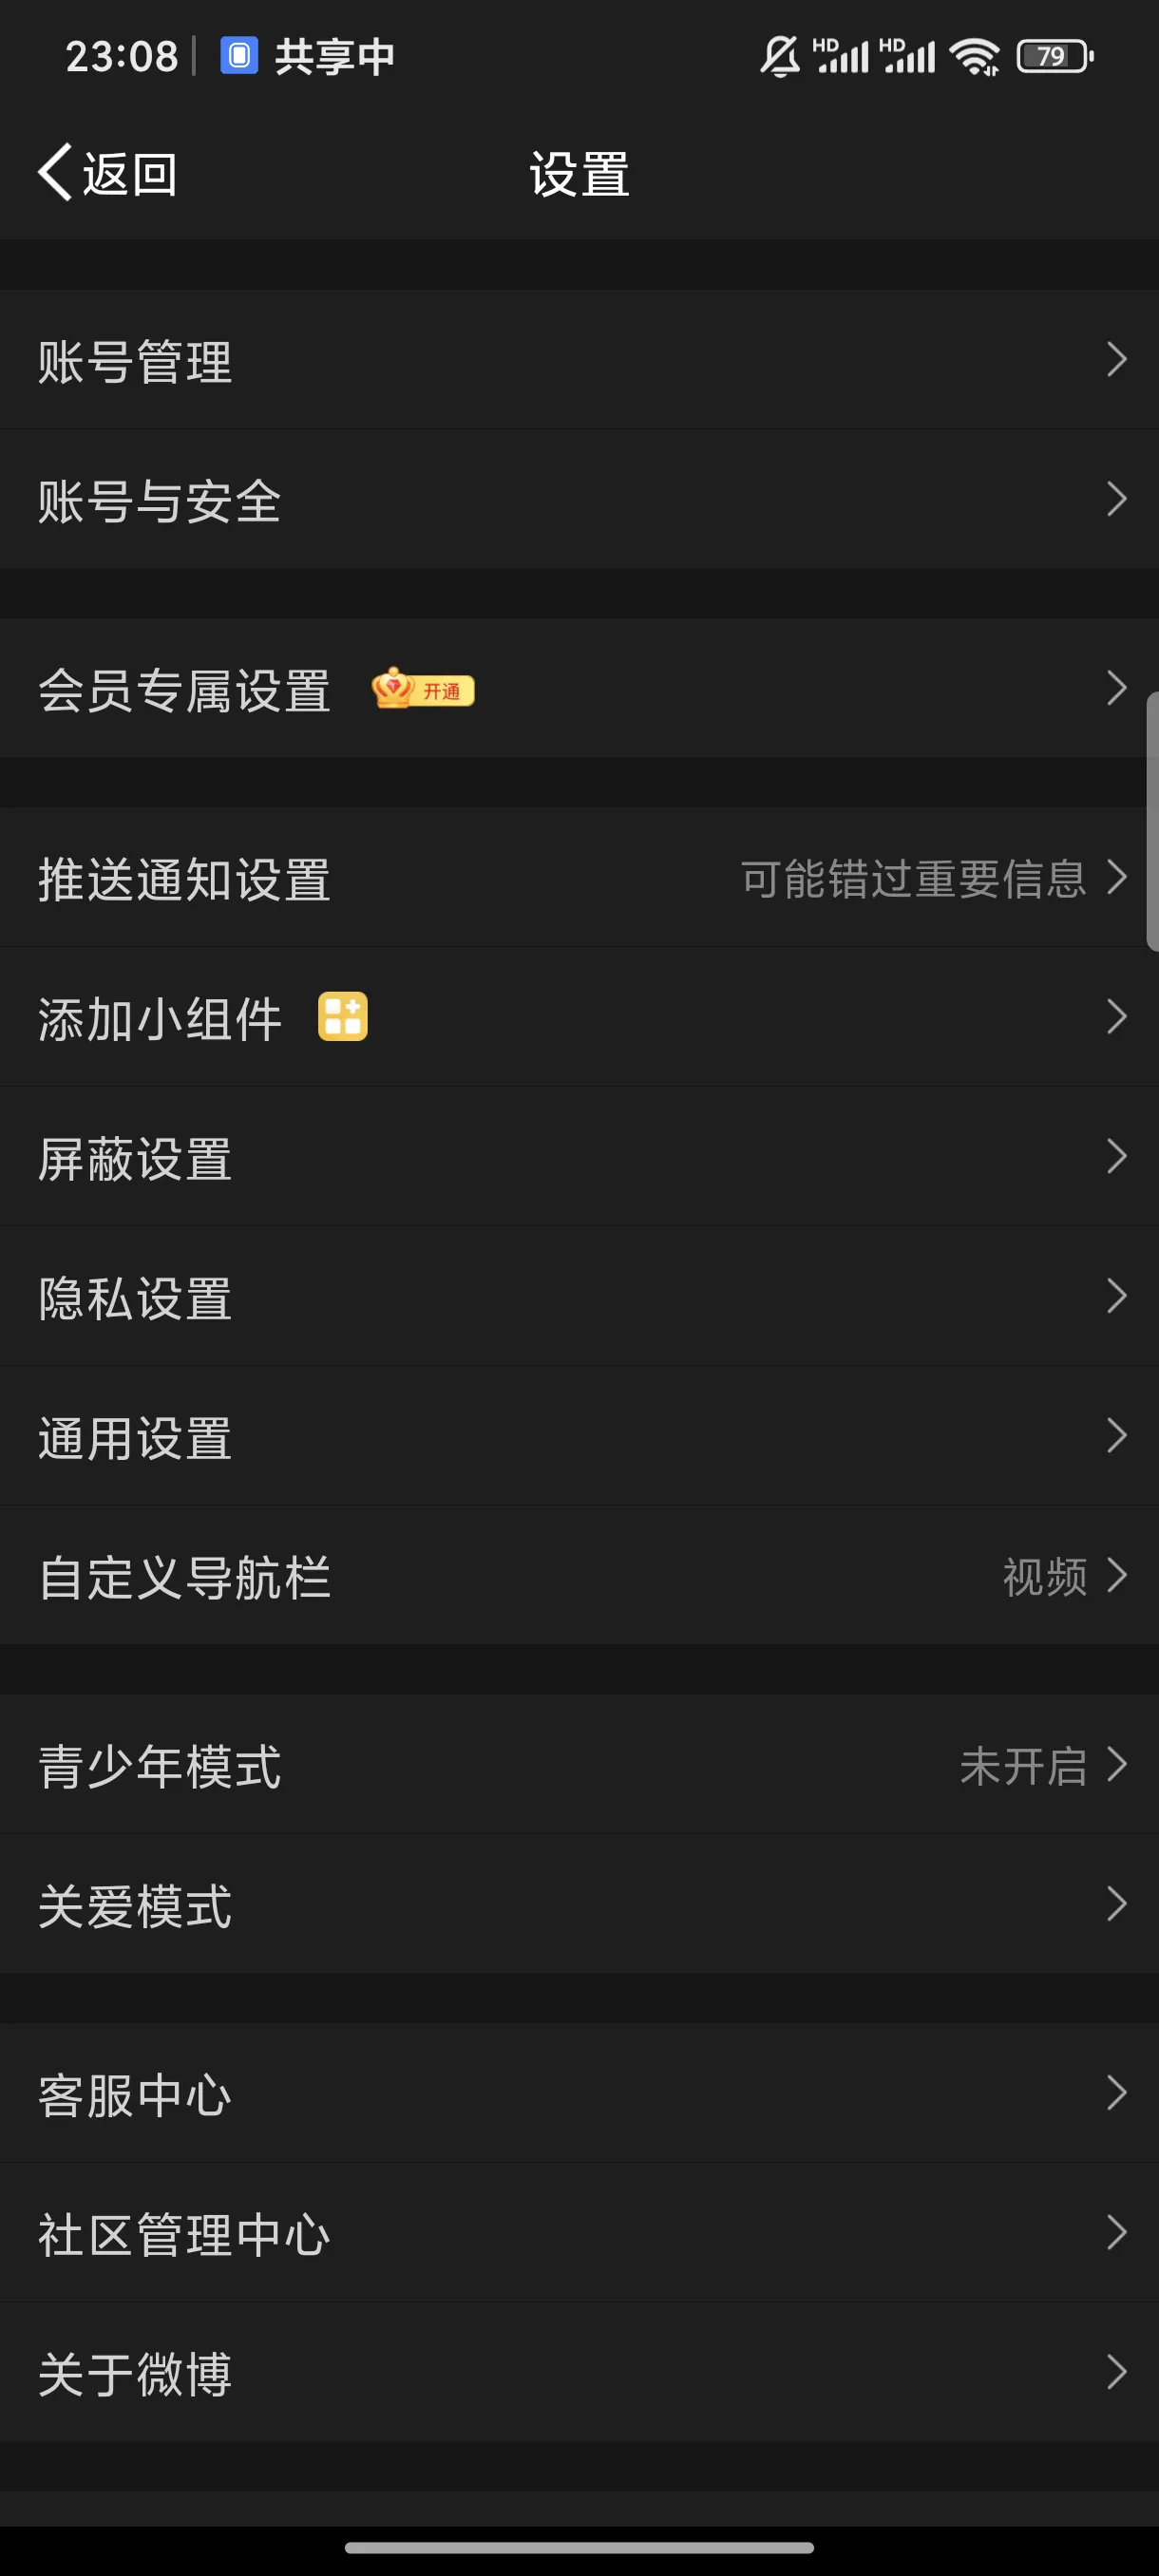 23:08 共享中 HD HD 79
返回 设置
账号管理
账号与安全
会员专属设置 开通
推送通知设置 可能错过重要信息
添加小组件
屏蔽设置
隐私设置
通用设置
自定义导航栏 视频
青少年模式 未开启
关爱模式
客服中心
社区管理中心
关于微博